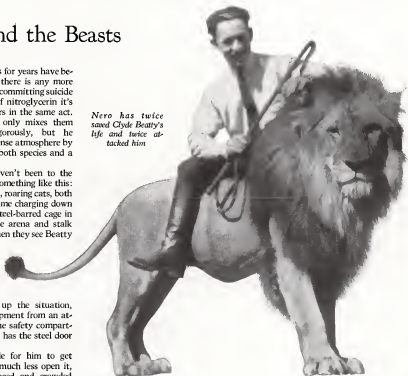 nd the Beasts
s for years have be-
there is any more
committing suicide
f nitroglycerin it's
rs in the same act.
only mixes them
gorously, but he
nse atmosphere by
both species and a
Nero has twice
saved Clyde Beatty's
life and twice at-
tacked him
ven't been to the
omething like this:
, roaring cats, both
me charging down
teel-barred cage in
e arena and stalk
en they see Beatty
up the situation,
pment from an at-
ne safety compart-
has the steel door
le for him to get
much less open it,